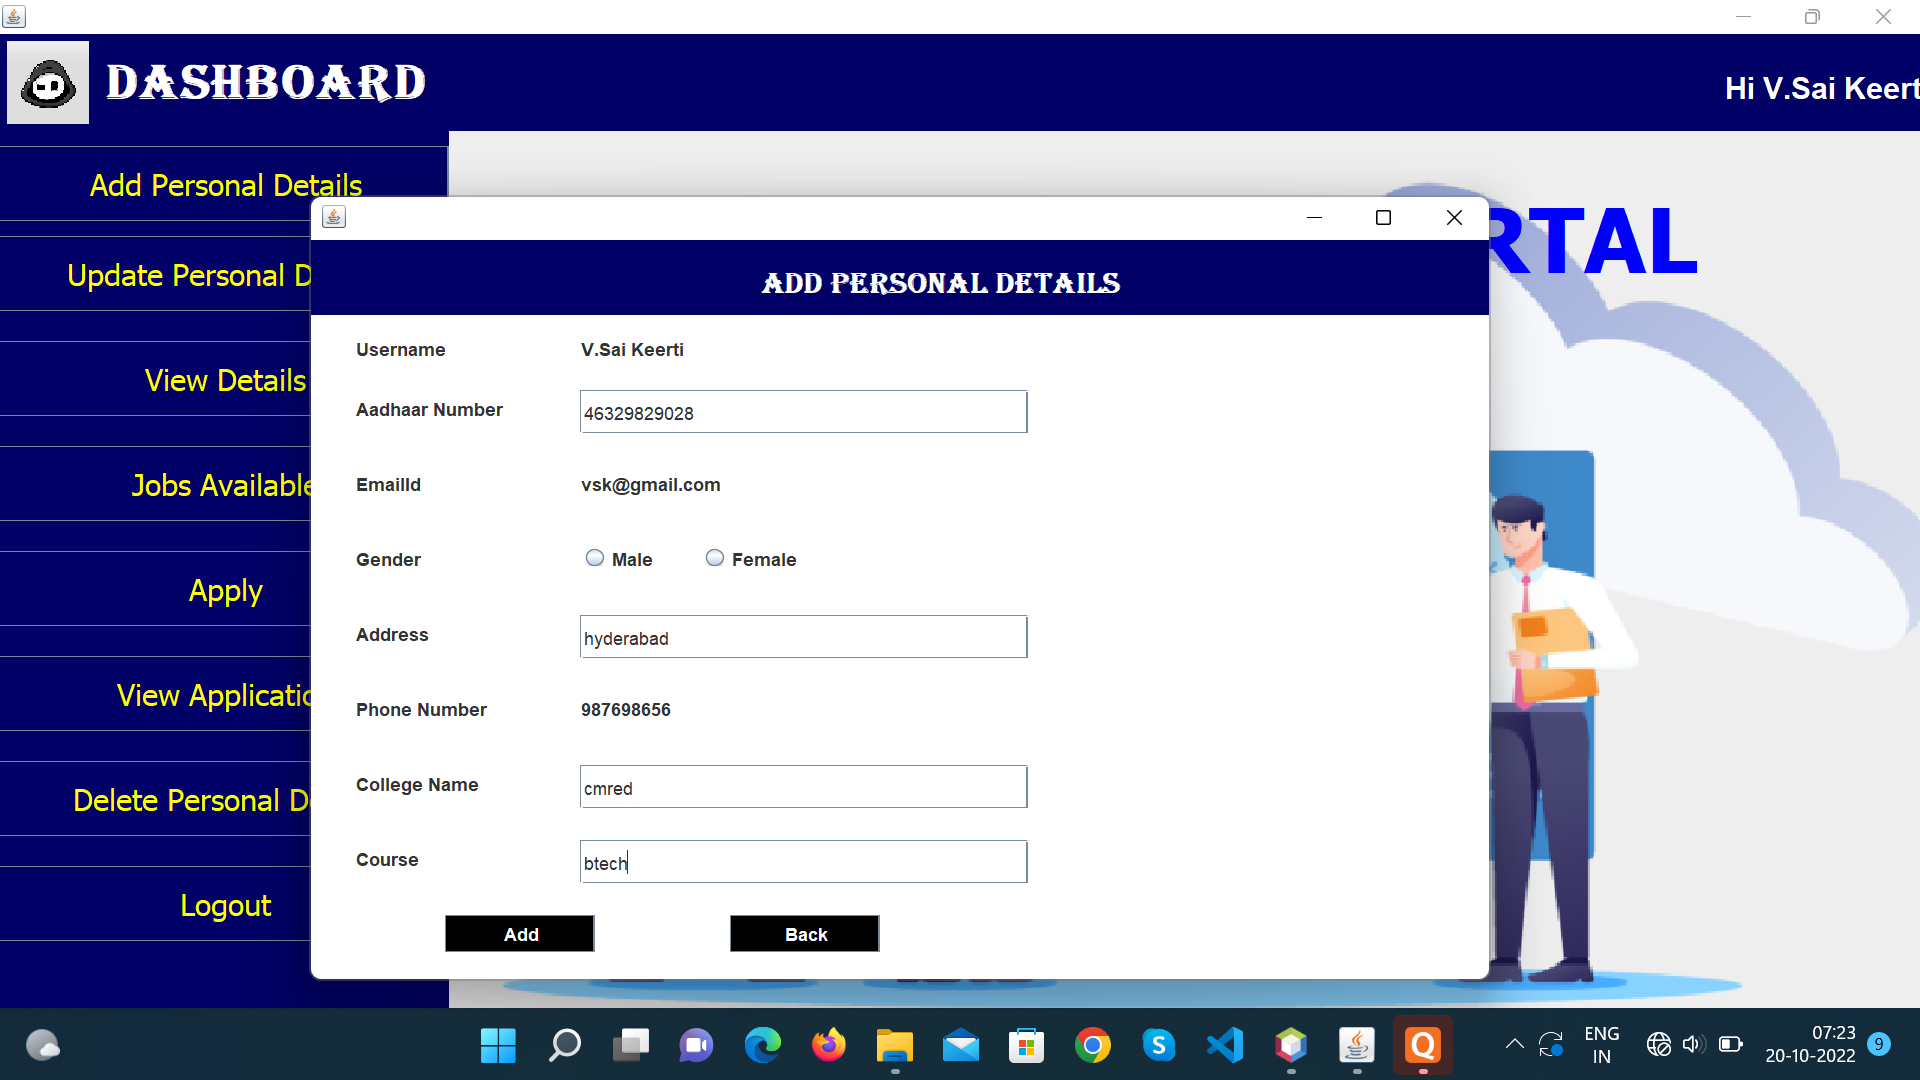 DASHBOARD
Hi V.Sai Keert
Add Personal Details
Update Personal D
View Details
Jobs Available
Apply
View Applicatio
Delete Personal D
Logout
RTAL
ADD PERSONAL DETAILS
Username V.Sai Keerti
Aadhaar Number 46329829028
EmailId vsk@gmail.com
Gender Male Female
Address hyderabad
Phone Number 987698656
College Name cmred
Course btech
Add Back
ENG
IN
07:23
20-10-2022
9